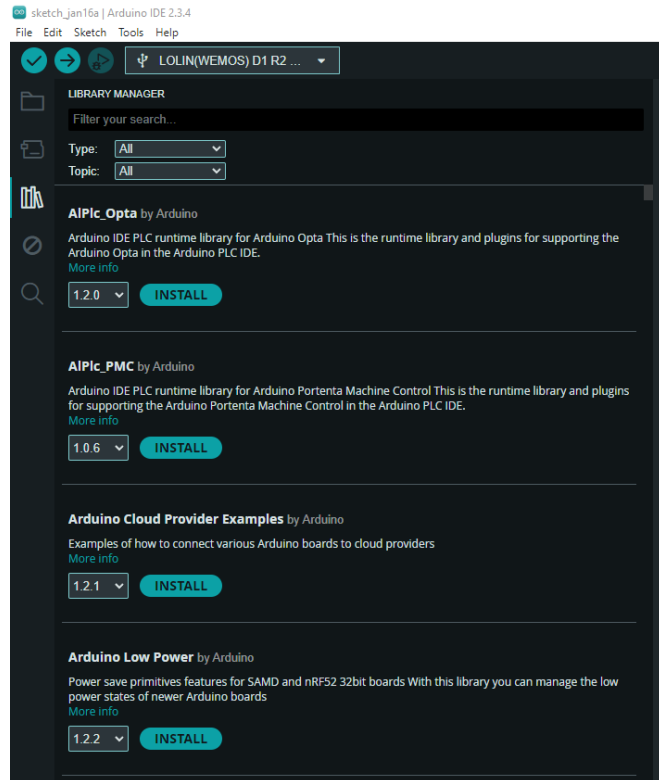 sketch_jan16a | Arduino IDE 2.3.4
File Edit Sketch Tools Help
LOLIN(WEMOS) D1 R2 ...
LIBRARY MANAGER
Filter your search...
Type: All
Topic: All
AlPlc_Opta by Arduino
Arduino IDE PLC runtime library for Arduino Opta This is the runtime library and plugins for supporting the
Arduino Opta in the Arduino PLC IDE.
More info
1.2.0 INSTALL
AlPlc_PMC by Arduino
Arduino IDE PLC runtime library for Arduino Portenta Machine Control This is the runtime library and plugins
for supporting the Arduino Portenta Machine Control in the Arduino PLC IDE.
More info
1.0.6 INSTALL
Arduino Cloud Provider Examples by Arduino
Examples of how to connect various Arduino boards to cloud providers
More info
1.2.1 INSTALL
Arduino Low Power by Arduino
Power save primitives features for SAMD and nRF52 32bit boards With this library you can manage the low
power states of newer Arduino boards
More info
1.2.2 INSTALL